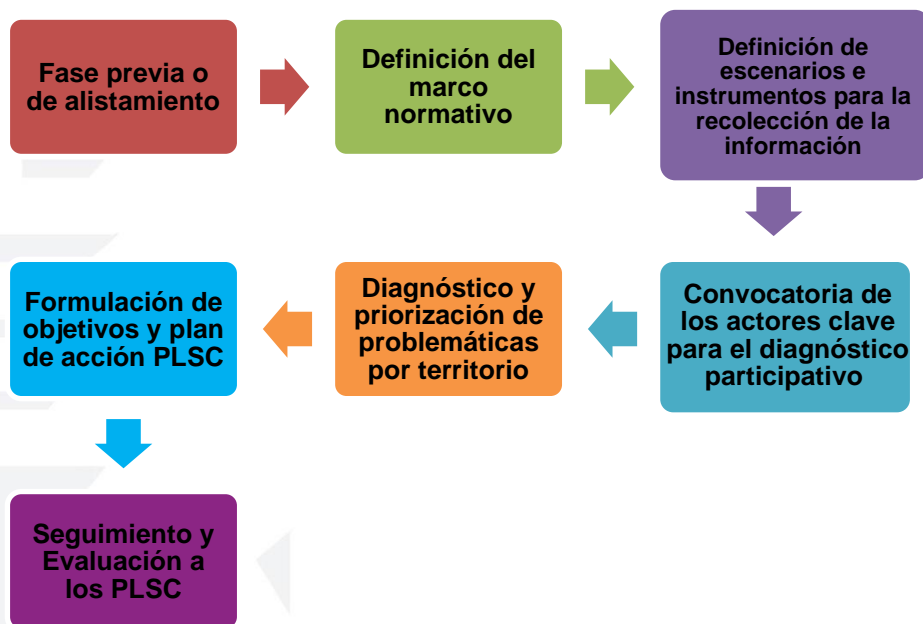 Fase previa o
de alistamiento
Definición del
marco
normativo
Definición de
escenarios e
instrumentos para la
recolección de la
información
Convocatoria de
los actores clave
para el diagnóstico
participativo
Diagnóstico y
priorización de
problemáticas
por territorio
Formulación de
objetivos y plan
de acción PLSC
Seguimiento y
Evaluación a
los PLSC